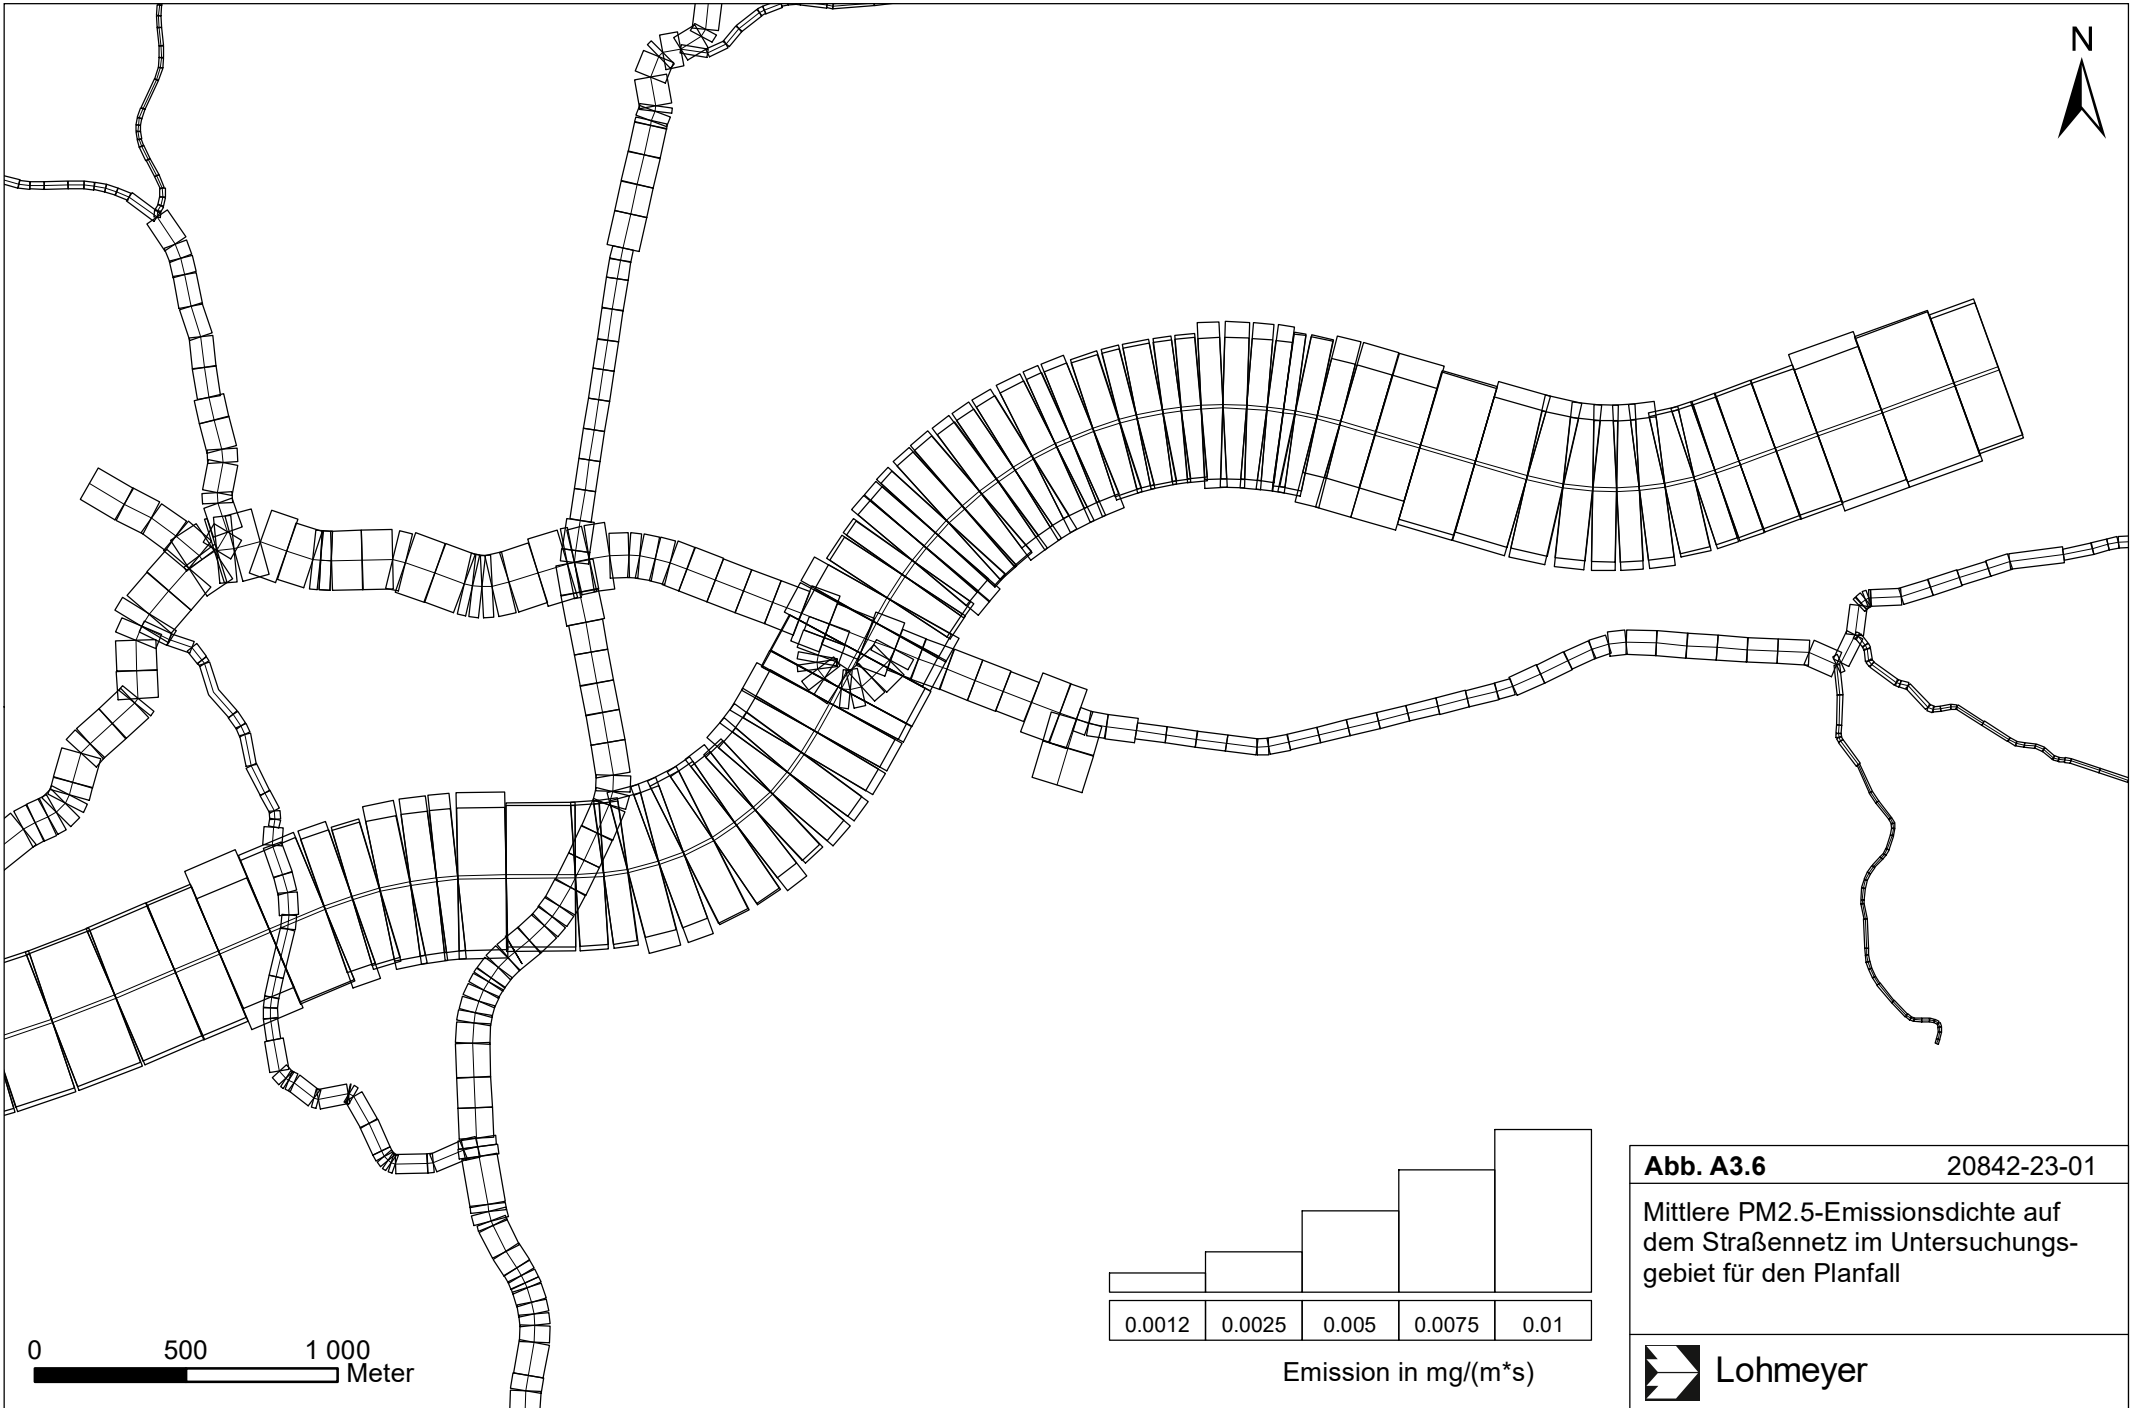 N
Abb. A3.6 20842-23-01
Mittlere PM2.5-Emissionsdichte auf
dem Straßennetz im Untersuchungs-
gebiet für den Planfall
0.0012 0.0025 0.005 0.0075 0.01
Emission in mg/(m*s)
0 500 1 000
Meter
Lohmeyer